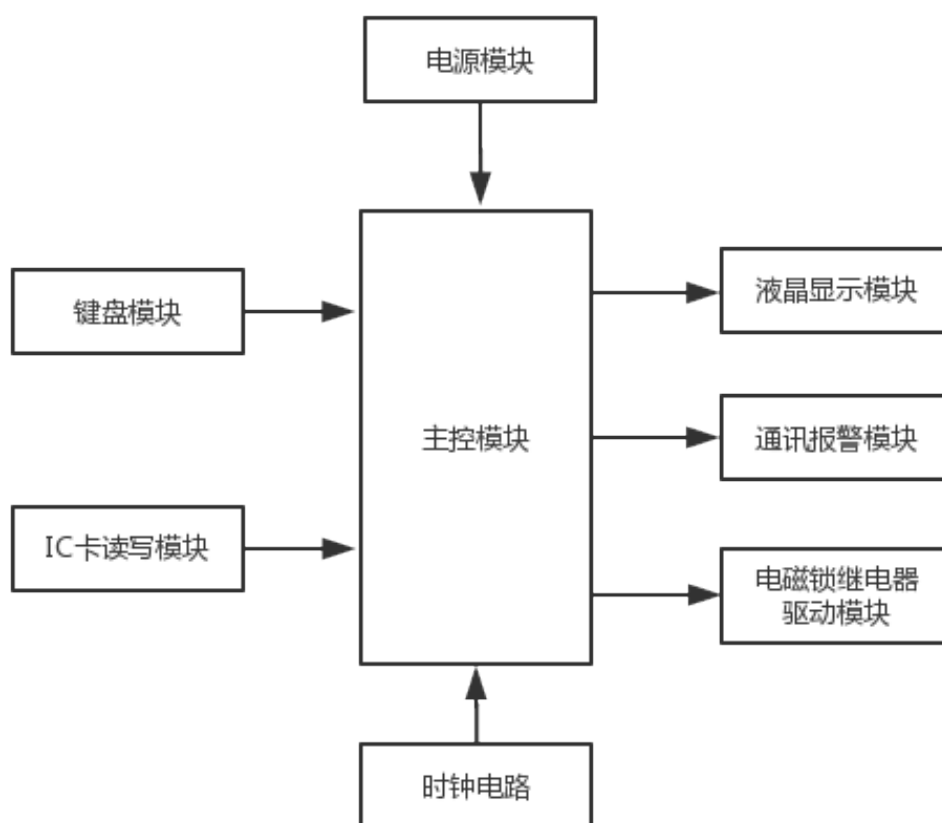 电源模块
键盘模块
液晶显示模块
主控模块
通讯报警模块
IC卡读写模块
电磁锁继电器
驱动模块
时钟电路